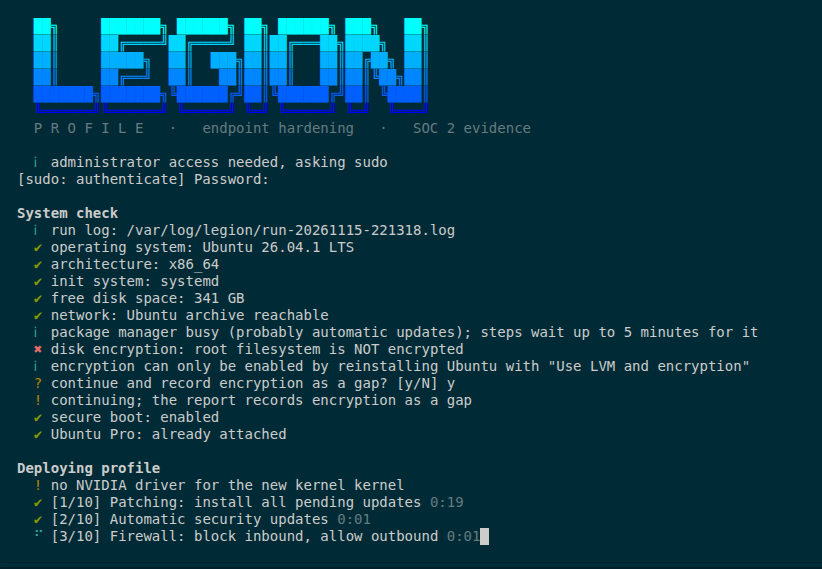 LEGION
P R O F I L E · endpoint hardening · SOC 2 evidence
i administrator access needed, asking sudo
[sudo: authenticate] Password:
System check
i run log: /var/log/legion/run-20261115-221318.log
✔ operating system: Ubuntu 26.04.1 LTS
✔ architecture: x86_64
✔ init system: systemd
✔ free disk space: 341 GB
✔ network: Ubuntu archive reachable
i package manager busy (probably automatic updates); steps wait up to 5 minutes for it
✖ disk encryption: root filesystem is NOT encrypted
i encryption can only be enabled by reinstalling Ubuntu with "Use LVM and encryption"
? continue and record encryption as a gap? [y/N] y
! continuing; the report records encryption as a gap
✔ secure boot: enabled
✔ Ubuntu Pro: already attached
Deploying profile
! no NVIDIA driver for the new kernel kernel
✔ [1/10] Patching: install all pending updates 0:19
✔ [2/10] Automatic security updates 0:01
⠋ [3/10] Firewall: block inbound, allow outbound 0:01